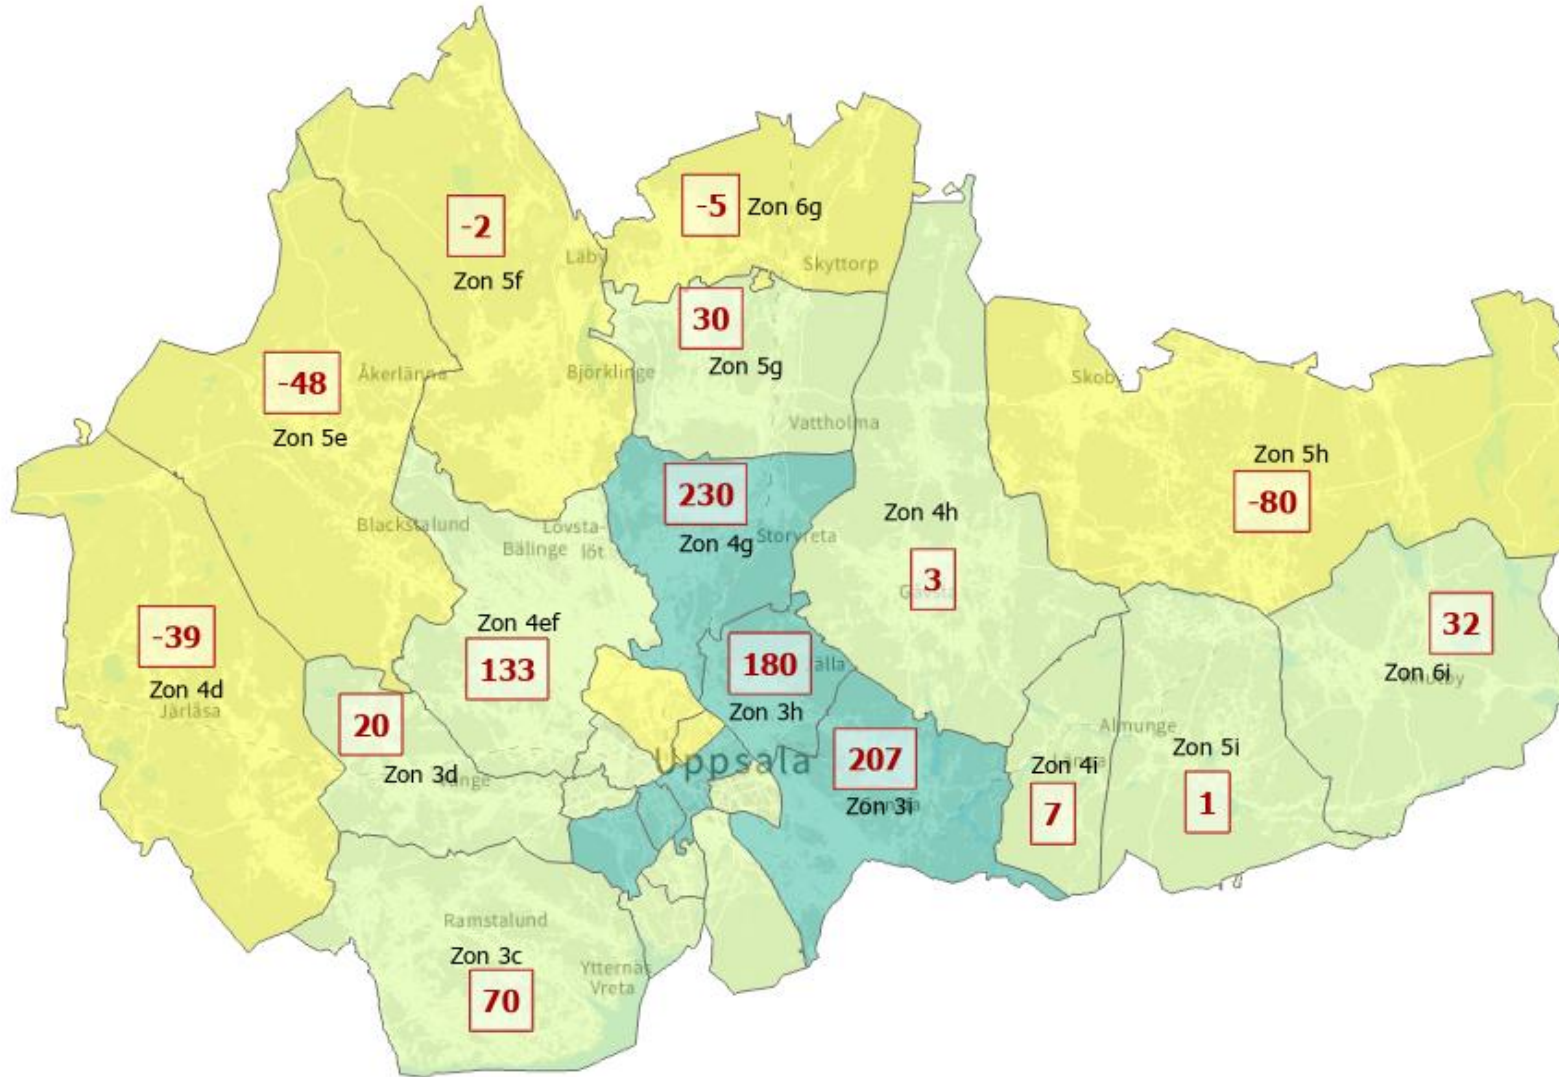 -2
Zon 5f
-5 Zon 6g
Skyttorp
30
Zon 5g
Björklinge
Vattholma
-48
Åkerlänna
Zon 5e
Skoby
Zon 5h
-80
230
Zon 4g
Storvreta
Blackstalund
Lövsta-
löt
Bälinge
Zon 4h
3
-39
Zon 4d
Järlåsa
Zon 4ef
133
180
Zon 3h
32
Zon 6i
20
Zon 3d
Uppsala
207
Zon 3i
Almunge
Zon 4i
7
Zon 5i
1
Ramstalund
Zon 3c
70
Ytternäs
Vreta